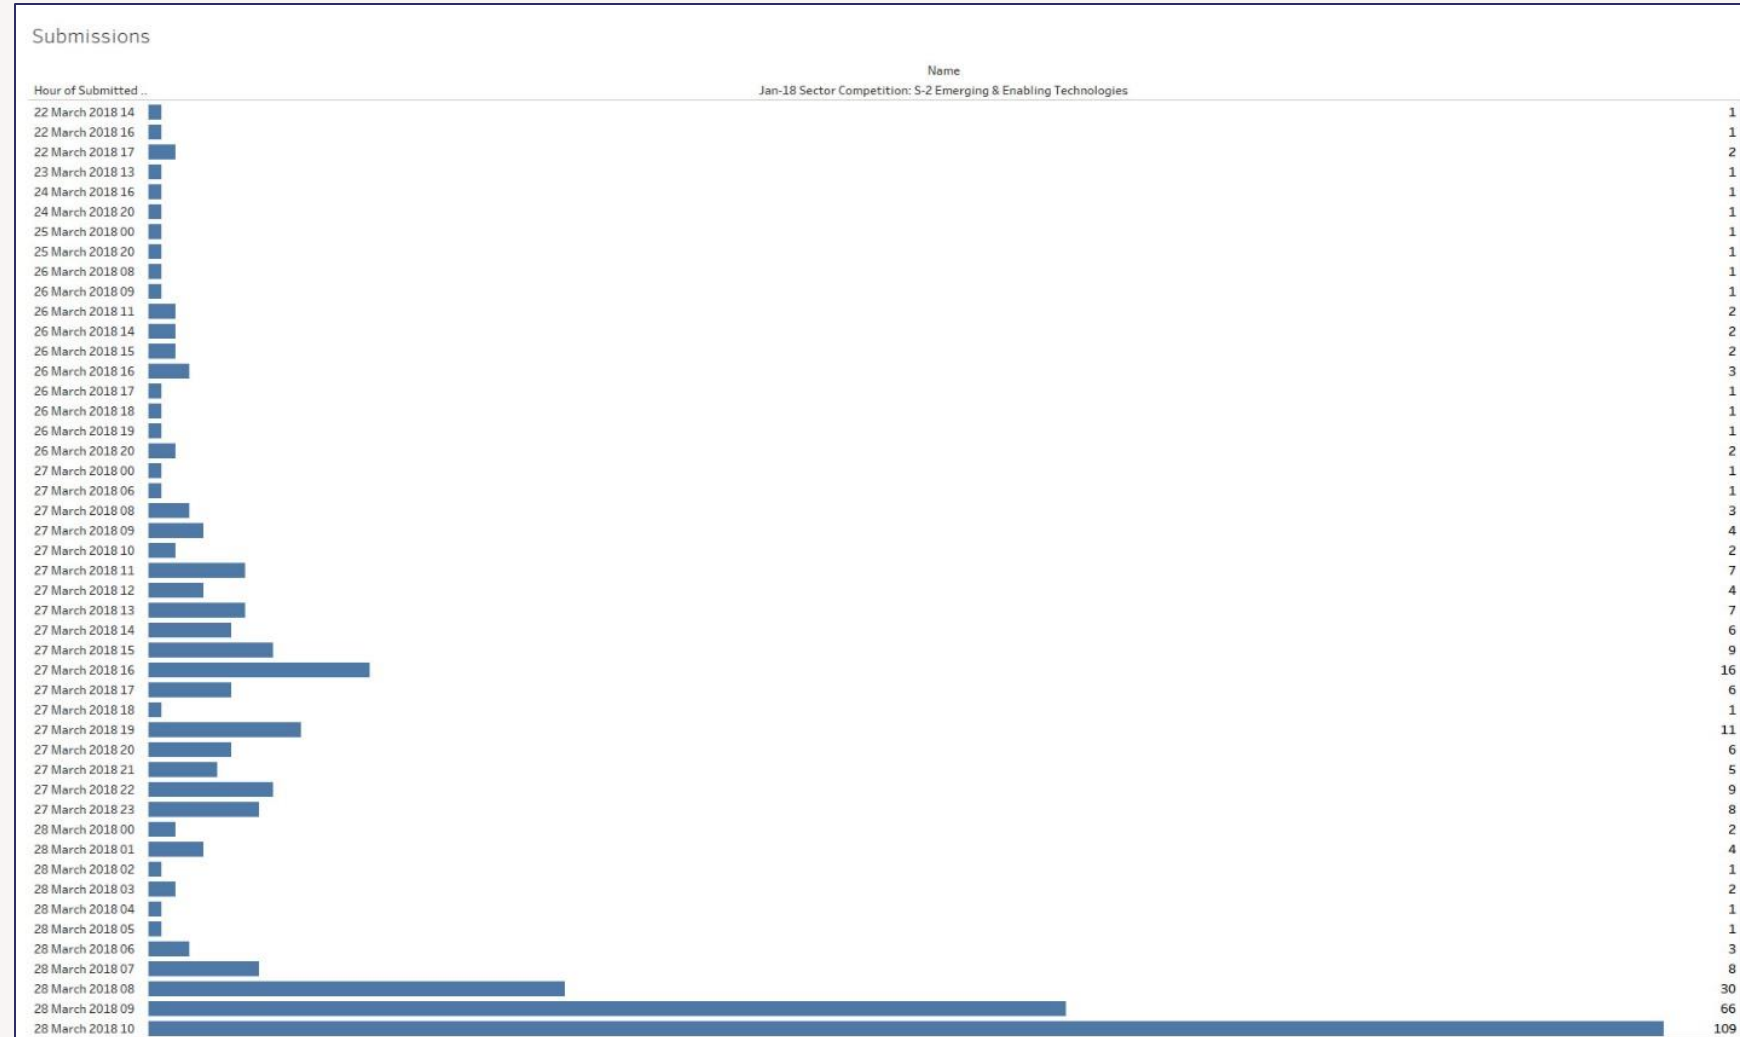 Submissions
Name
Hour of Submitted .. Jan-18 Sector Competition: S-2 Emerging & Enabling Technologies
22 March 2018 14 1
22 March 2018 16 1
22 March 2018 17 2
23 March 2018 13 1
24 March 2018 16 1
24 March 2018 20 1
25 March 2018 00 1
25 March 2018 20 1
26 March 2018 08 1
26 March 2018 09 1
26 March 2018 11 2
26 March 2018 14 2
26 March 2018 15 2
26 March 2018 16 3
26 March 2018 17 1
26 March 2018 18 1
26 March 2018 19 1
26 March 2018 20 2
27 March 2018 00 1
27 March 2018 06 1
27 March 2018 08 3
27 March 2018 09 4
27 March 2018 10 2
27 March 2018 11 7
27 March 2018 12 4
27 March 2018 13 7
27 March 2018 14 6
27 March 2018 15 9
27 March 2018 16 16
27 March 2018 17 6
27 March 2018 18 1
27 March 2018 19 11
27 March 2018 20 6
27 March 2018 21 5
27 March 2018 22 9
27 March 2018 23 8
28 March 2018 00 2
28 March 2018 01 4
28 March 2018 02 1
28 March 2018 03 2
28 March 2018 04 1
28 March 2018 05 1
28 March 2018 06 3
28 March 2018 07 8
28 March 2018 08 30
28 March 2018 09 66
28 March 2018 10 109